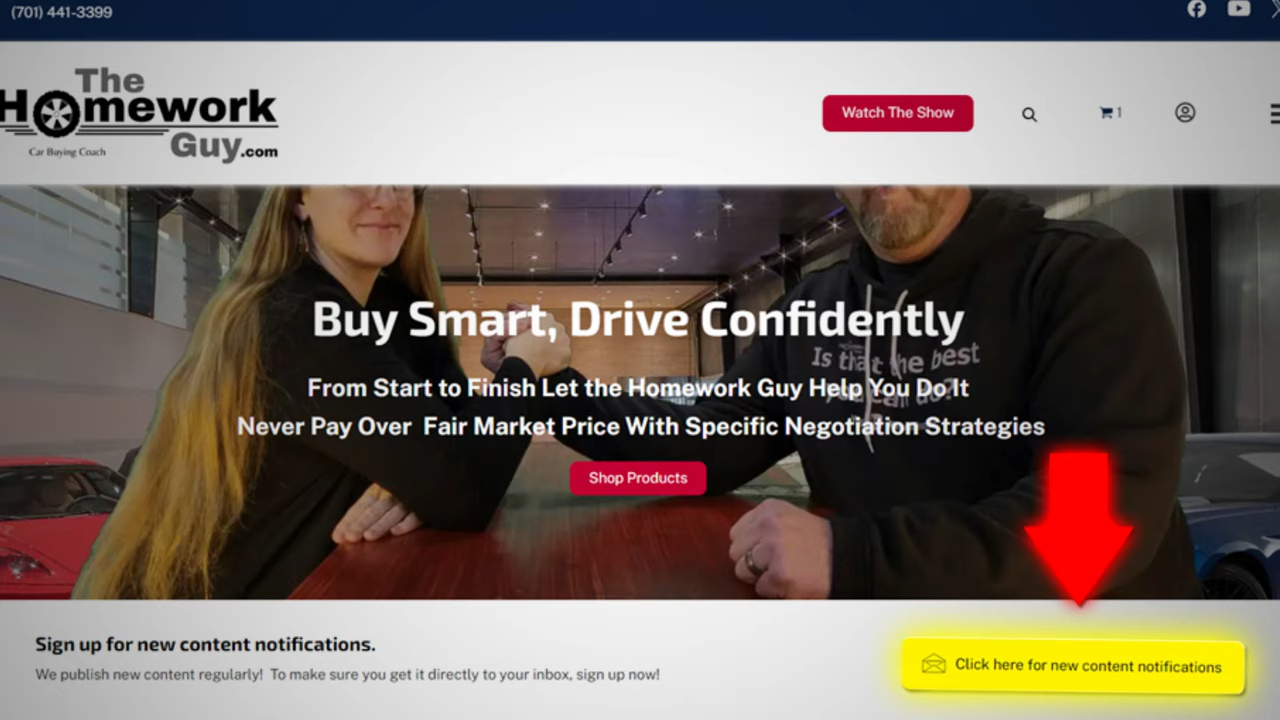 (701) 441-3399
The
Homework
Guy.com
Car Buying Coach
Watch The Show
1
Buy Smart, Drive Confidently
Is that the best
you can do?
From Start to Finish Let the Homework Guy Help You Do It
Never Pay Over  Fair Market Price With Specific Negotiation Strategies
Shop Products
Sign up for new content notifications.
We publish new content regularly!  To make sure you get it directly to your inbox, sign up now!
Click here for new content notifications